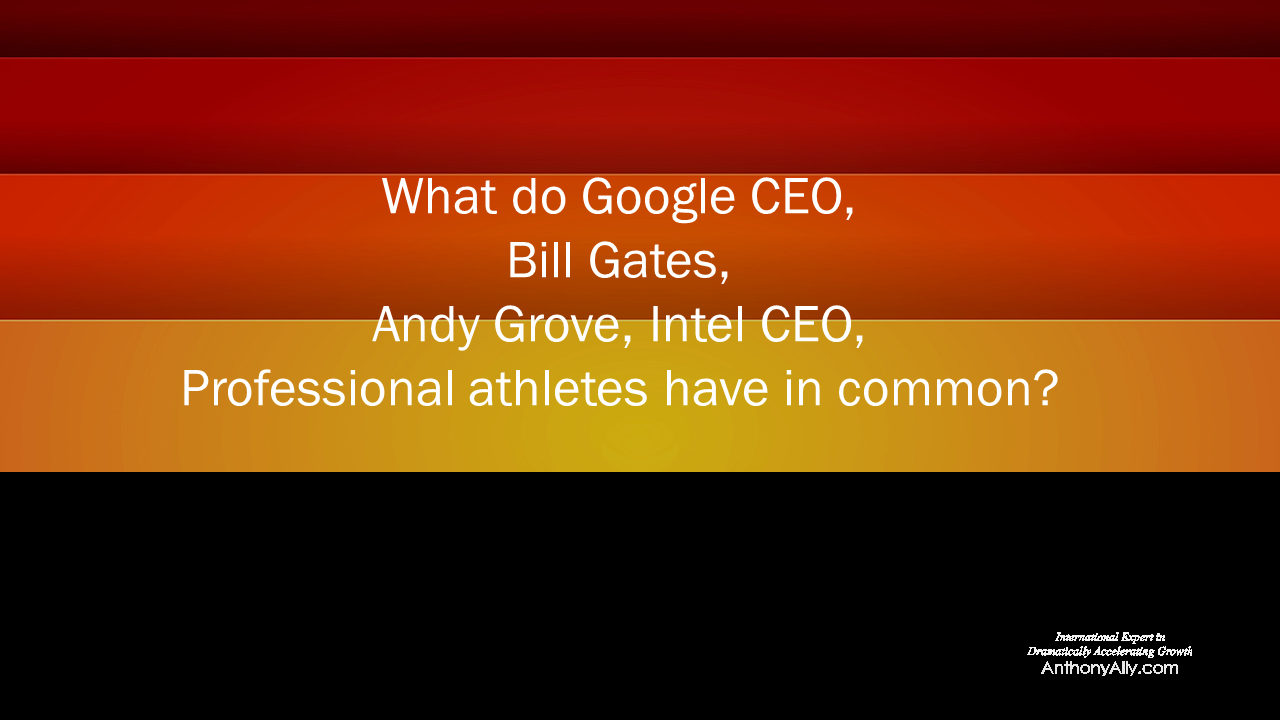 What do Google CEO,
Bill Gates,
Andy Grove, Intel CEO,
Professional athletes have in common?
International Expert in
Dramatically Accelerating Growth
AnthonyAlly.com